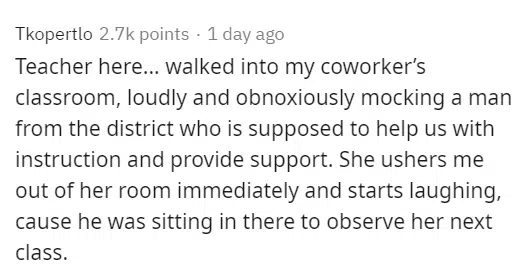 Tkopertlo 2.7k points · 1 day ago
Teacher here... walked into my coworker's
classroom, loudly and obnoxiously mocking a man
from the district who is supposed to help us with
instruction and provide support. She ushers me
out of her room immediately and starts laughing,
cause he was sitting in there to observe her next
class.